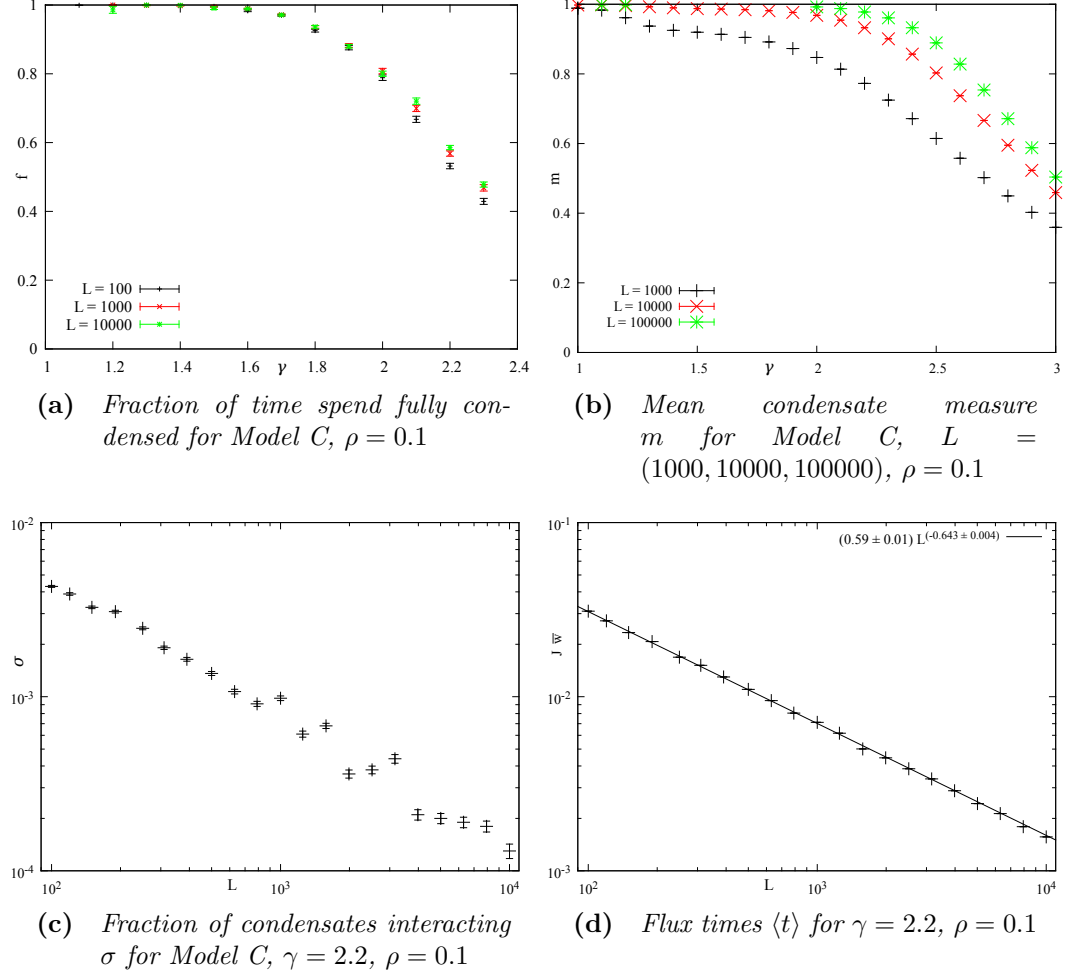 1
0.8
0.6
0.4
0.2
0
f
1 1.2 1.4 1.6 1.8 2 2.2 2.4
γ
L = 100
L = 1000
L = 10000
(a) Fraction of time spend fully con-
densed for Model C, ρ = 0.1
1
0.8
0.6
0.4
0.2
0
m
1 1.5 2 2.5 3
γ
L = 1000
L = 10000
L = 100000
(b) Mean condensate measure
m for Model C, L =
(1000, 10000, 100000), ρ = 0.1
10^-2
10^-3
10^-4
σ
10^2 10^3 10^4
L
(c) Fraction of condensates interacting
σ for Model C, γ = 2.2, ρ = 0.1
10^-1
10^-2
10^-3
J w̅
10^2 10^3 10^4
L
(0.59 ± 0.01) L^(-0.643 ± 0.004)
(d) Flux times ⟨t⟩ for γ = 2.2, ρ = 0.1